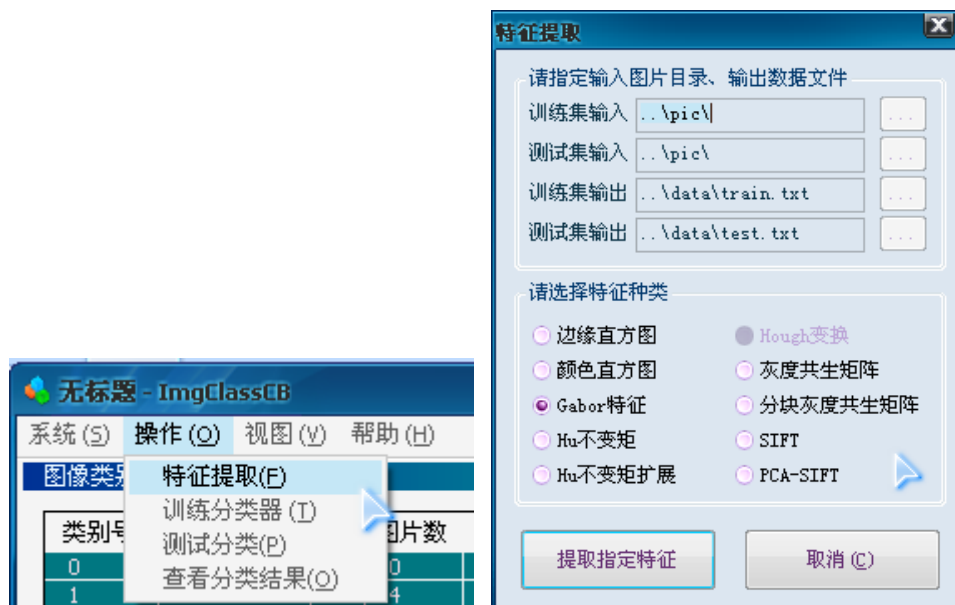 无标题 - ImgClassCB
系统(S) 操作(O) 视图(V) 帮助(H)
图像类
特征提取(F)
训练分类器(T)
测试分类(P)
查看分类结果(O)
类别号 图片数
0 0
1 4
特征提取
请指定输入图片目录、输出数据文件
训练集输入 ..\pic\ ...
测试集输入 ..\pic\ ...
训练集输出 ..\data\train.txt ...
测试集输出 ..\data\test.txt ...
请选择特征种类
边缘直方图 Hough变换
颜色直方图 灰度共生矩阵
Gabor特征 分块灰度共生矩阵
Hu不变矩 SIFT
Hu不变矩扩展 PCA-SIFT
提取指定特征 取消(C)